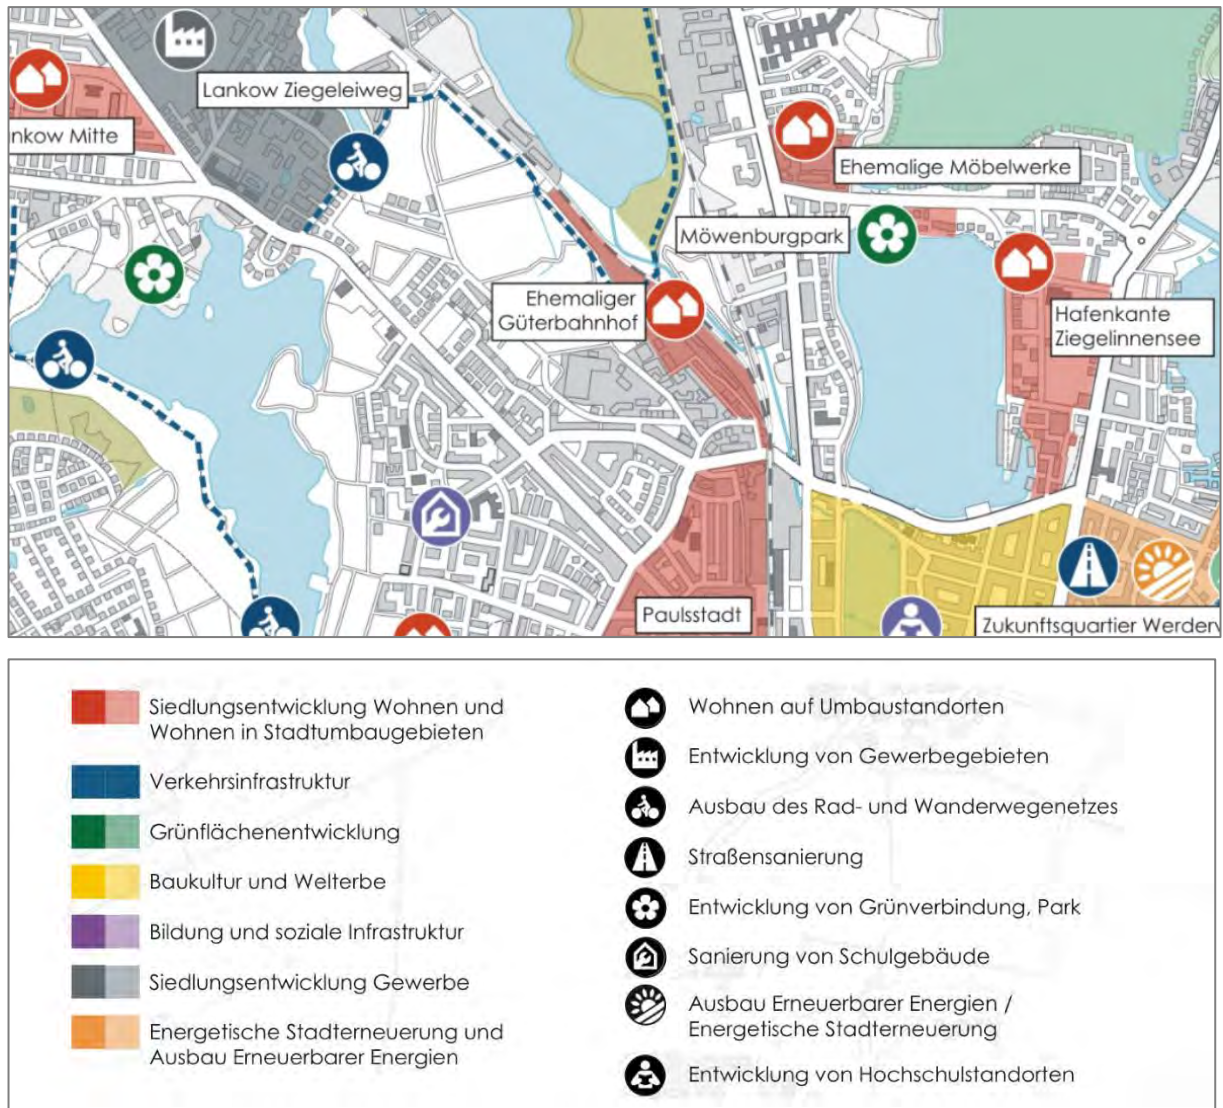 Lankow Ziegeleiweg
nkow Mitte
Ehemalige Möbelwerke
Möwenburgpark
Ehemaliger
Güterbahnhof
Hafenkante
Ziegelinnensee
Paulsstadt
Zukunftsquartier Werderv
Siedlungsentwicklung Wohnen und
Wohnen in Stadtumbaugebieten
Verkehrsinfrastruktur
Grünflächenentwicklung
Baukultur und Welterbe
Bildung und soziale Infrastruktur
Siedlungsentwicklung Gewerbe
Energetische Stadterneuerung und
Ausbau Erneuerbarer Energien
Wohnen auf Umbaustandorten
Entwicklung von Gewerbegebieten
Ausbau des Rad- und Wanderwegenetzes
Straßensanierung
Entwicklung von Grünverbindung, Park
Sanierung von Schulgebäude
Ausbau Erneuerbarer Energien /
Energetische Stadterneuerung
Entwicklung von Hochschulstandorten